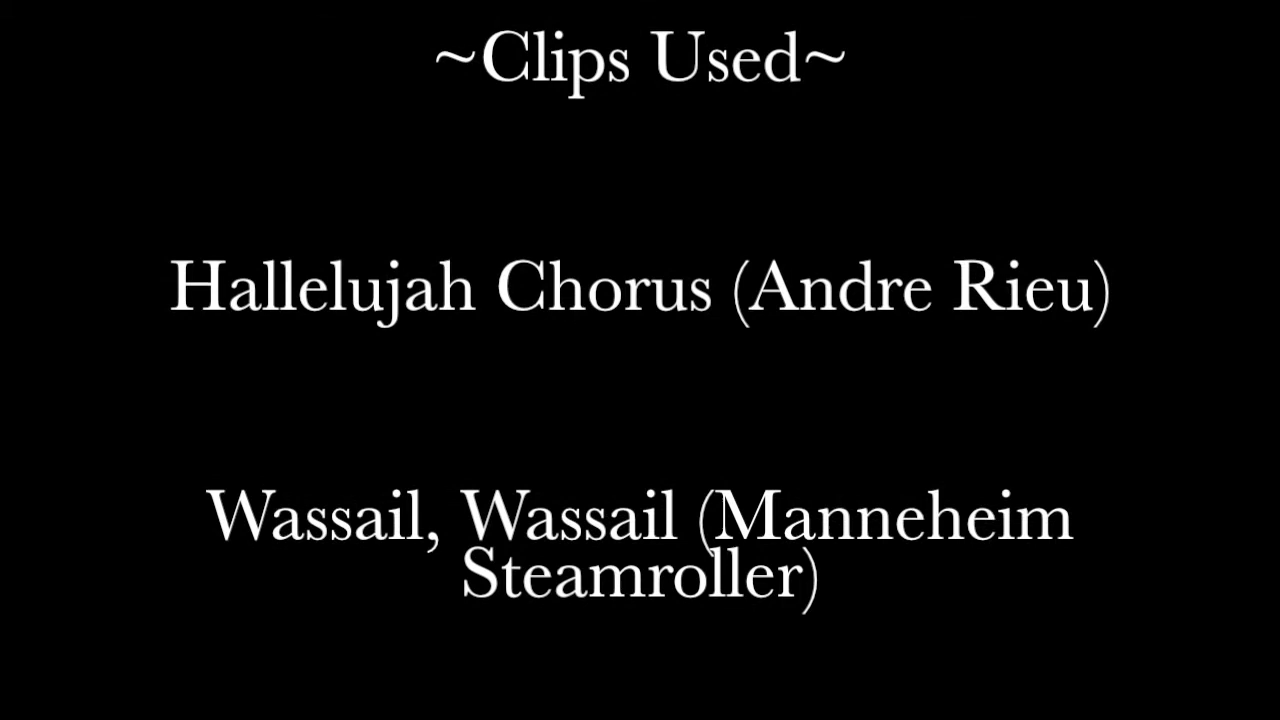 ~Clips Used~
Hallelujah Chorus (Andre Rieu)
Wassail, Wassail (Manneheim
Steamroller)